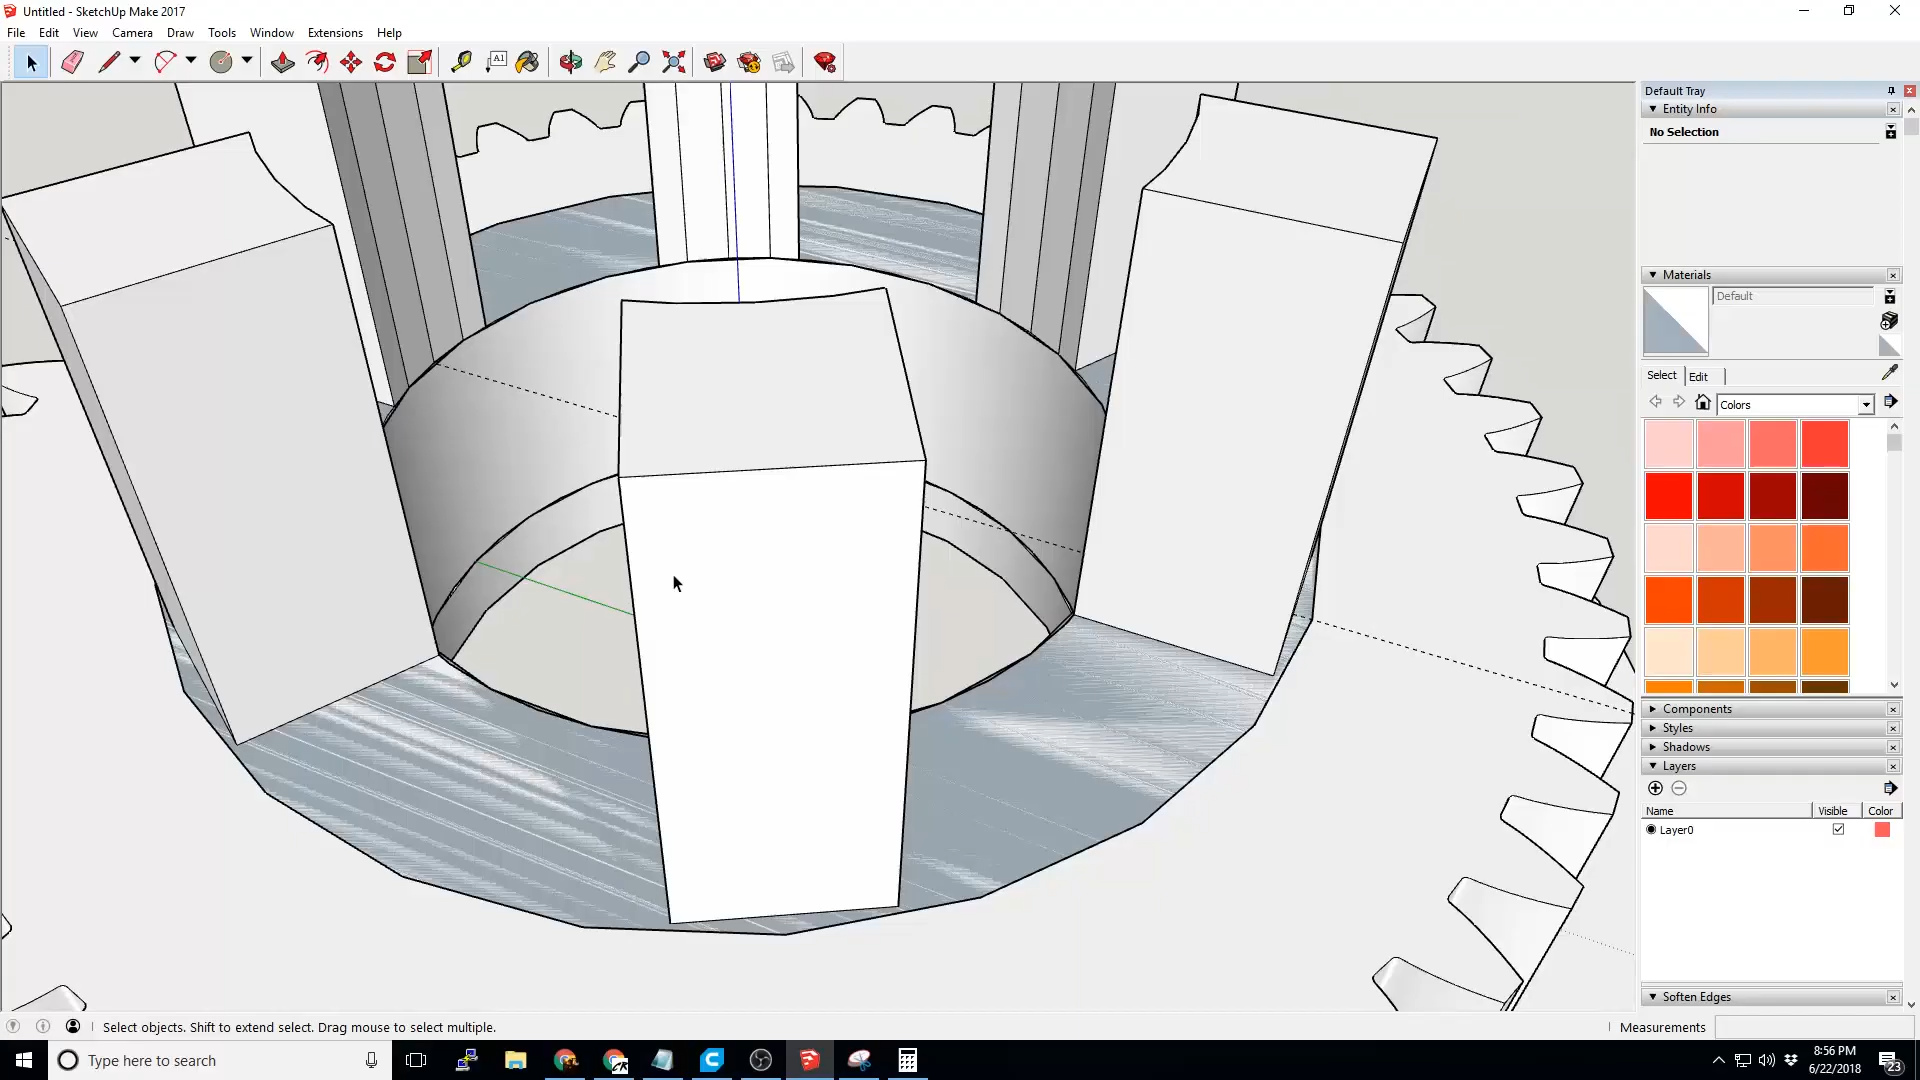 Untitled - SketchUp Make 2017
File Edit View Camera Draw Tools Window Extensions Help
A1
Default Tray
Entity Info
No Selection
Materials
Default
Select Edit
Colors
Components
Styles
Shadows
Layers
Name Visible Color
Layer0
Soften Edges
Select objects. Shift to extend select. Drag mouse to select multiple.
Measurements
Type here to search
8:56 PM
6/22/2018
23